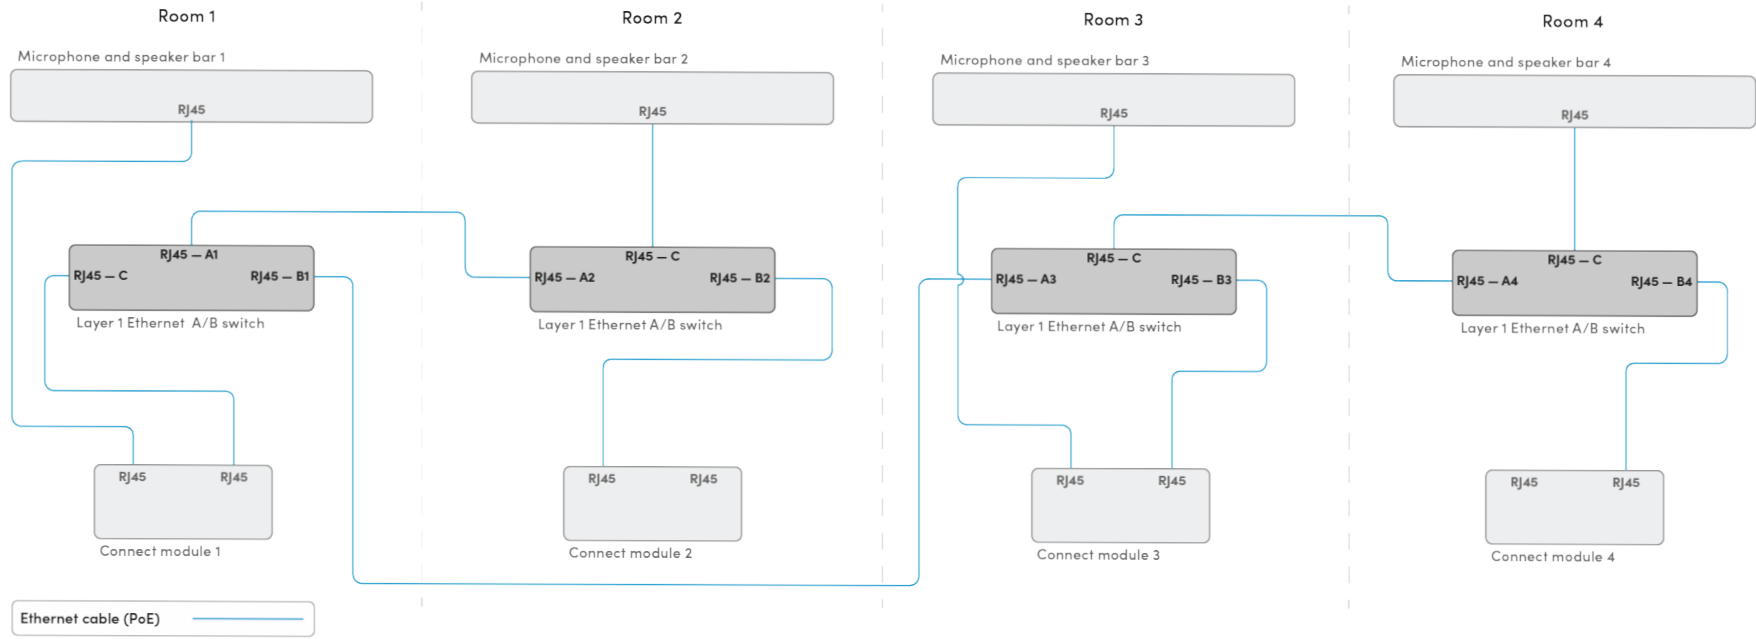 Room 1
Room 2
Room 3
Room 4
Microphone and speaker bar 1
Microphone and speaker bar 2
Microphone and speaker bar 3
Microphone and speaker bar 4
RJ45
RJ45
RJ45
RJ45
RJ45 — A1
RJ45 — C
RJ45 — B1
Layer 1 Ethernet A/B switch
RJ45 — C
RJ45 — A2
RJ45 — B2
Layer 1 Ethernet A/B switch
RJ45 — C
RJ45 — A3
RJ45 — B3
Layer 1 Ethernet A/B switch
RJ45 — C
RJ45 — A4
RJ45 — B4
Layer 1 Ethernet A/B switch
RJ45
RJ45
Connect module 1
RJ45
RJ45
Connect module 2
RJ45
RJ45
Connect module 3
RJ45
RJ45
Connect module 4
Ethernet cable (PoE)